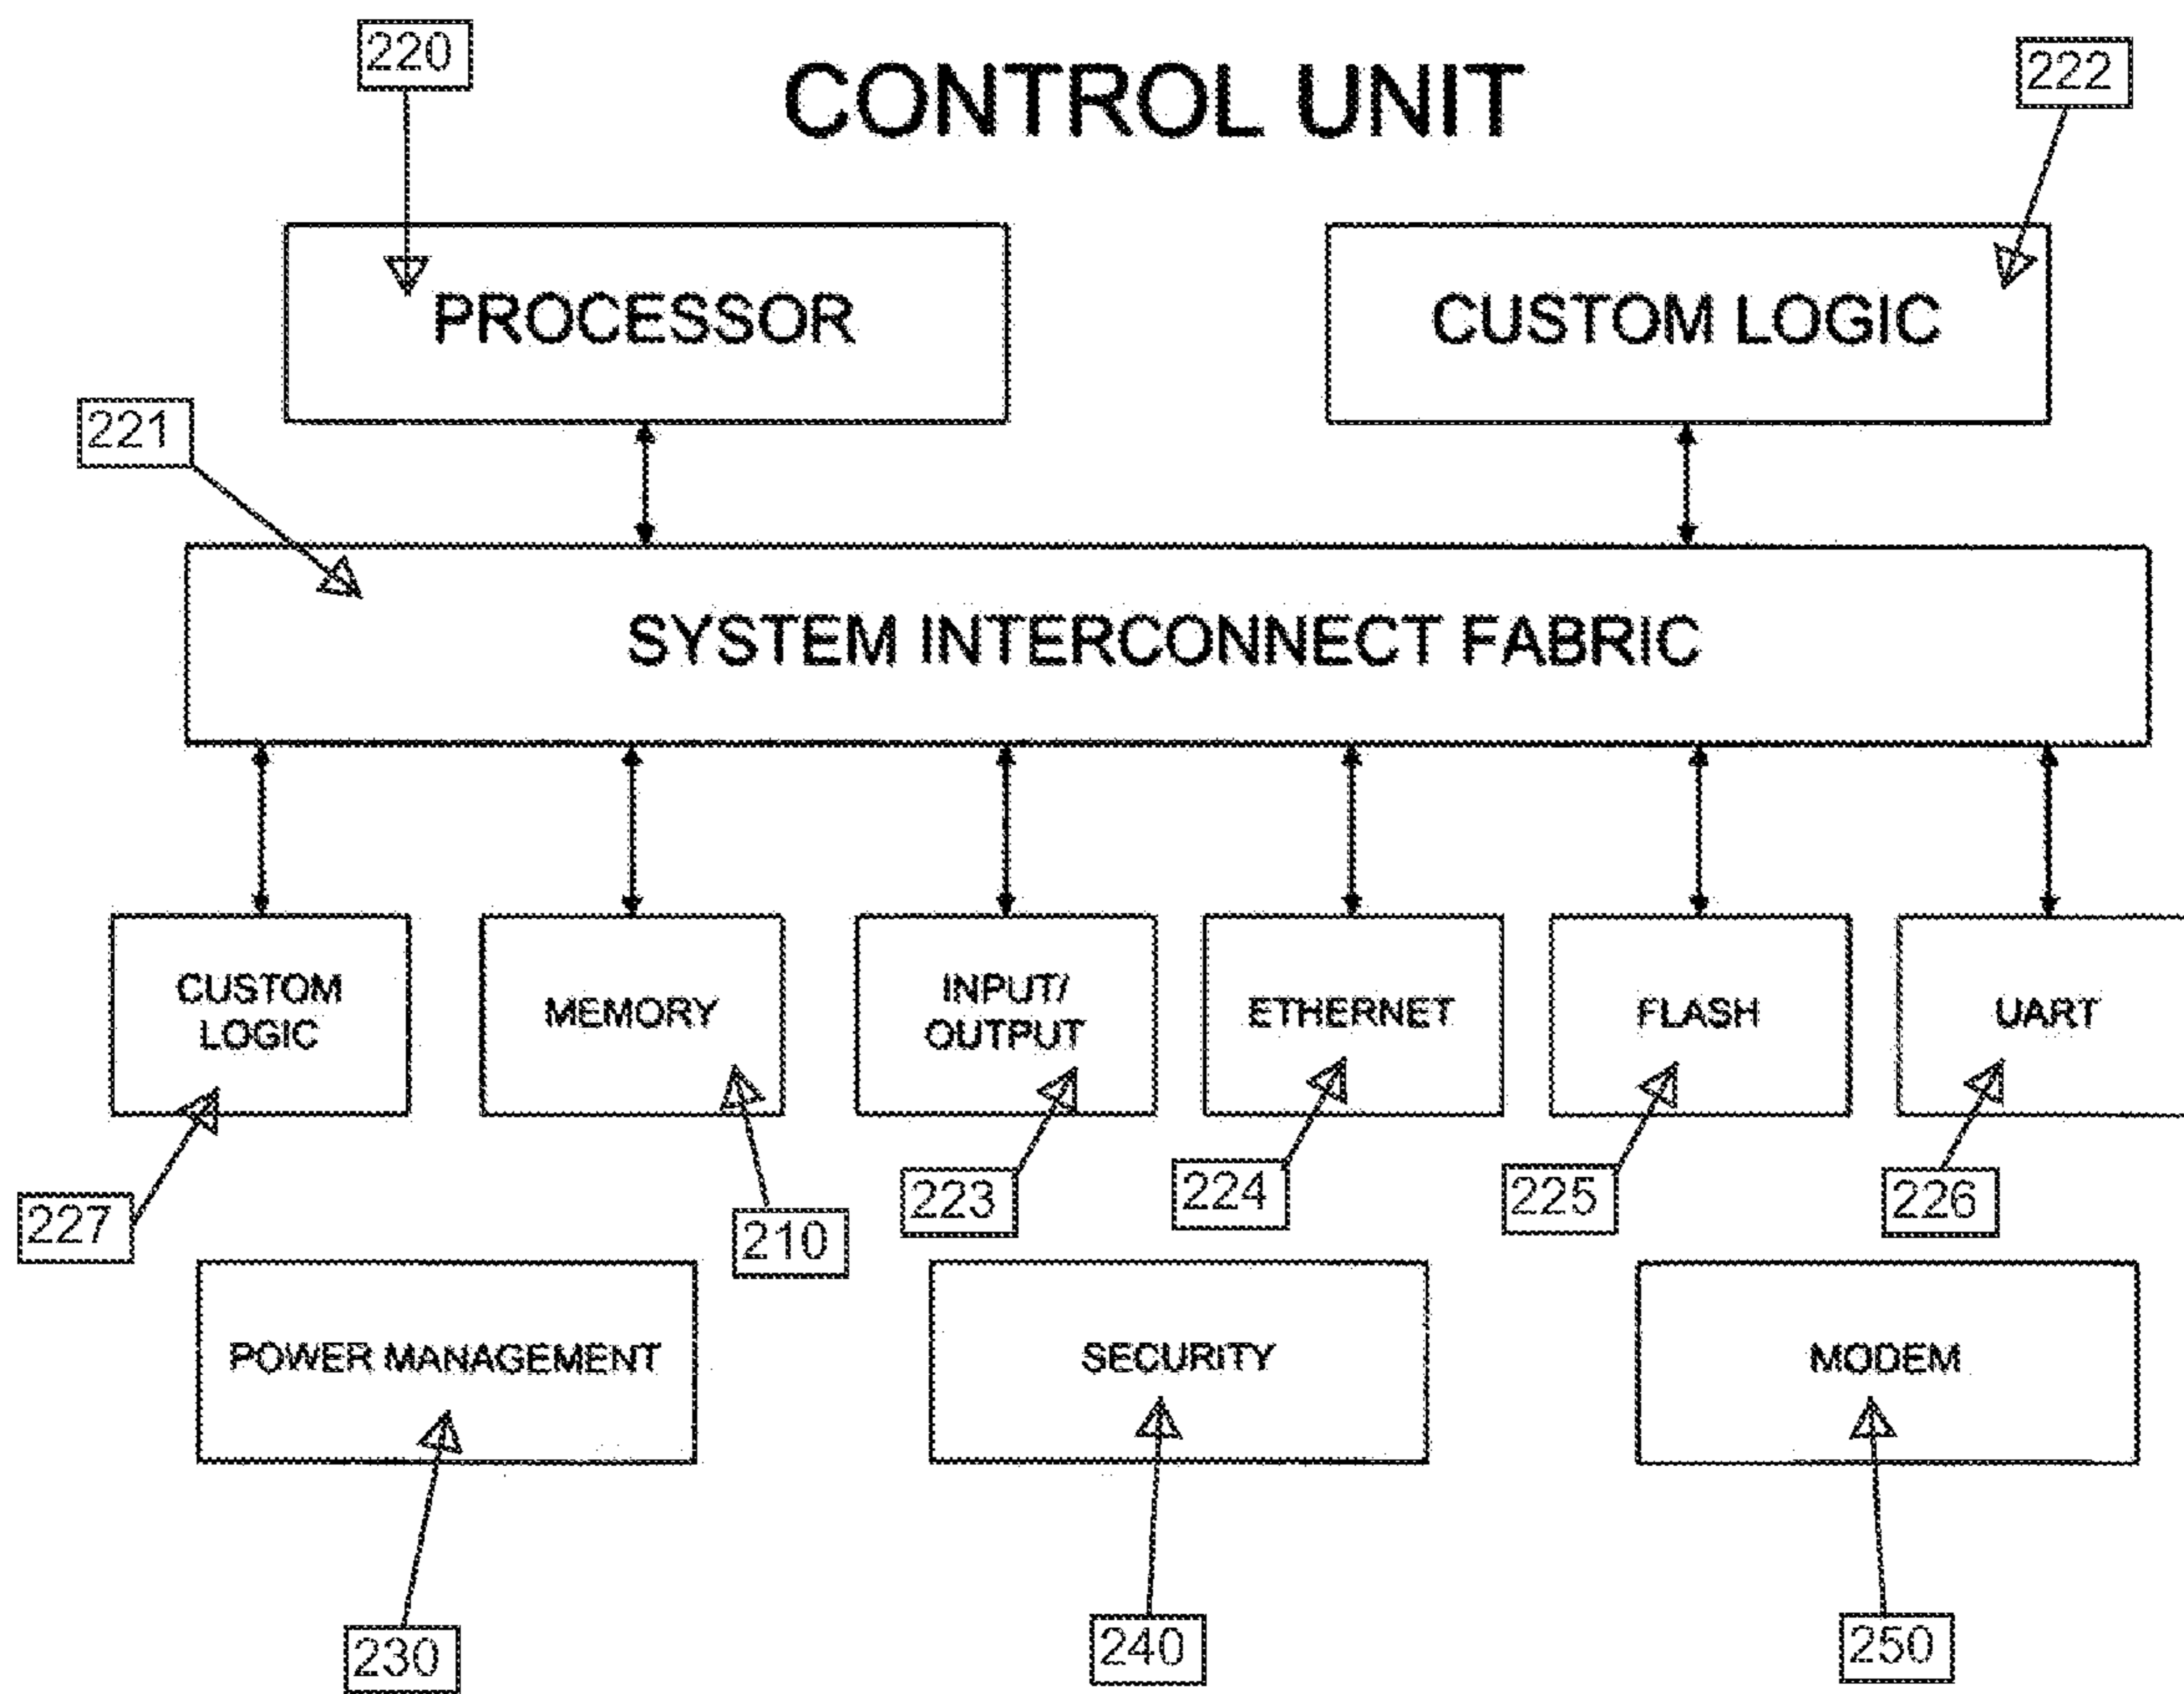 220
CONTROL UNIT
222
PROCESSOR
CUSTOM LOGIC
221
SYSTEM INTERCONNECT FABRIC
CUSTOM
LOGIC
MEMORY
INPUT/
OUTPUT
ETHERNET
FLASH
UART
227
210
223
224
225
226
POWER MANAGEMENT
SECURITY
MODEM
230
240
250